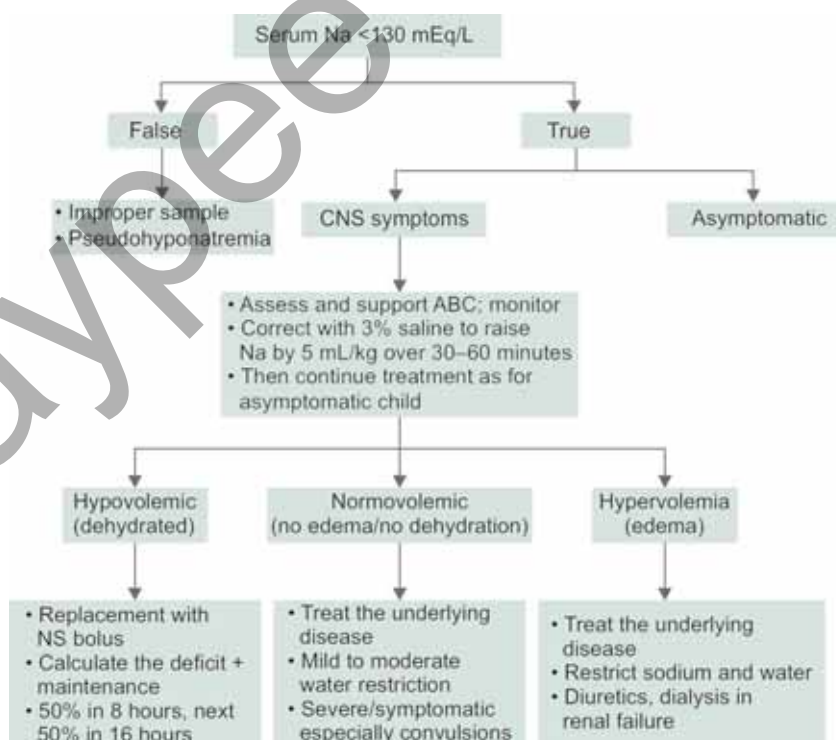 Serum Na <130 mEq/L
False
True
• Improper sample
• Pseudohyponatremia
CNS symptoms
Asymptomatic
• Assess and support ABC; monitor
• Correct with 3% saline to raise
Na by 5 mL/kg over 30–60 minutes
• Then continue treatment as for
asymptomatic child
Hypovolemic
(dehydrated)
Normovolemic
(no edema/no dehydration)
Hypervolemia
(edema)
• Replacement with
NS bolus
• Calculate the deficit +
maintenance
• 50% in 8 hours, next
50% in 16 hours
• Treat the underlying
disease
• Mild to moderate
water restriction
• Severe/symptomatic
especially convulsions
• Treat the underlying
disease
• Restrict sodium and water
• Diuretics, dialysis in
renal failure
aypee